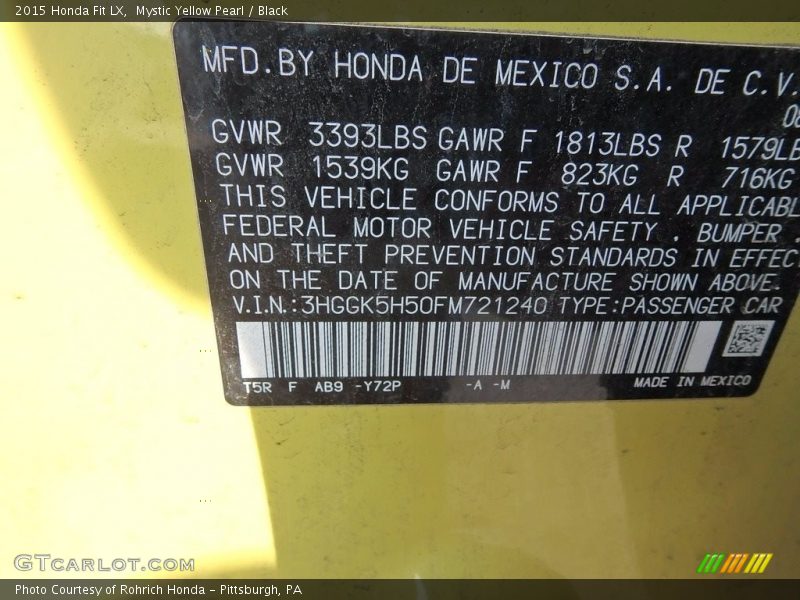 2015 Honda Fit LX, Mystic Yellow Pearl / Black
MFD.BY HONDA DE MEXICO S.A. DE C.V.
GVWR 3393LBS GAWR F 1813LBS R 1579LB
GVWR 1539KG GAWR F 823KG R 716KG
THIS VEHICLE CONFORMS TO ALL APPLICABL
FEDERAL MOTOR VEHICLE SAFETY , BUMPER ,
AND THEFT PREVENTION STANDARDS IN EFFEC
ON THE DATE OF MANUFACTURE SHOWN ABOVE.
V.I.N.:3HGGK5H50FM721240 TYPE:PASSENGER CAR
T5R F AB9 -Y72P -A -M MADE IN MEXICO
GTCARLOT.COM
Photo Courtesy of Rohrich Honda - Pittsburgh, PA